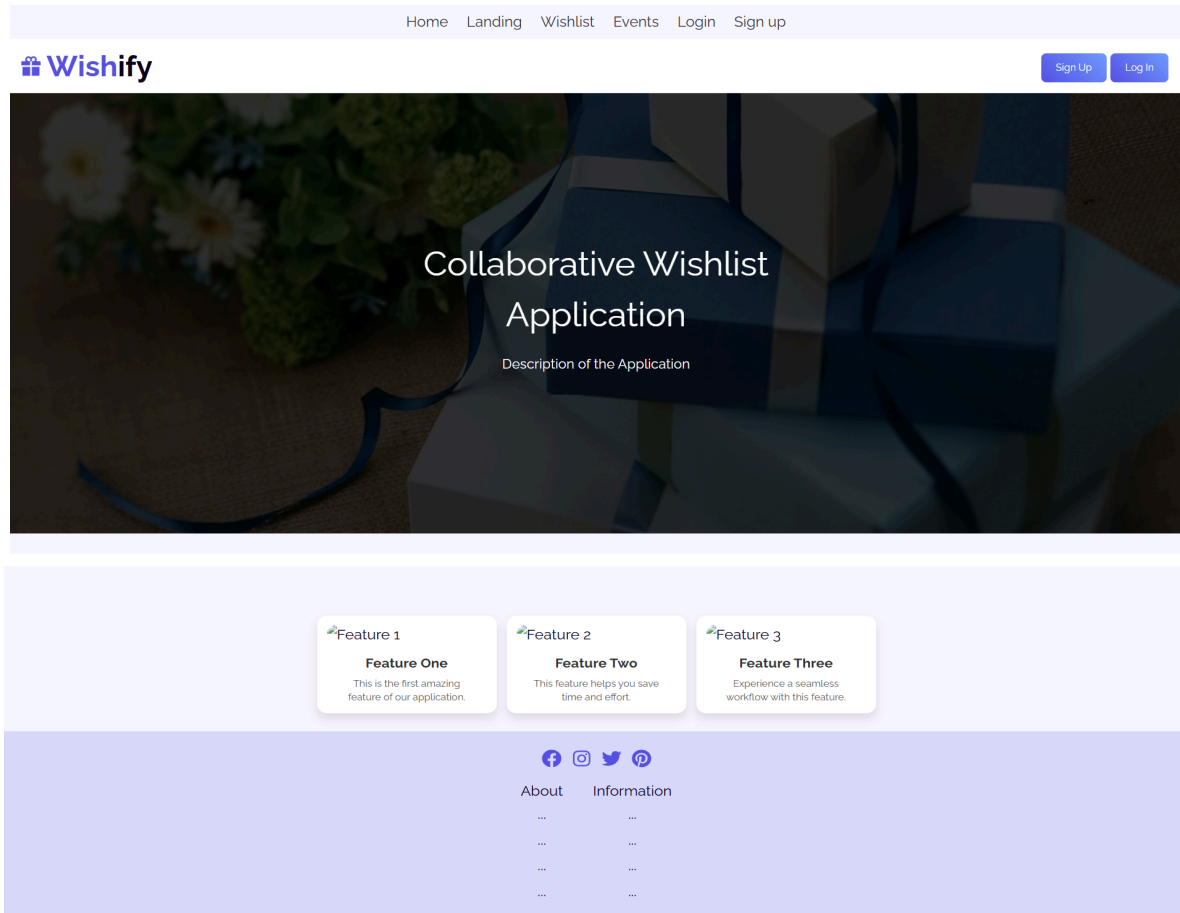 Home Landing Wishlist Events Login Sign up
Wishify
Sign Up Log In
Collaborative Wishlist
Application
Description of the Application
Feature 1
Feature One
This is the first amazing
feature of our application.
Feature 2
Feature Two
This feature helps you save
time and effort.
Feature 3
Feature Three
Experience a seamless
workflow with this feature.
About Information
... ...
... ...
... ...
... ...